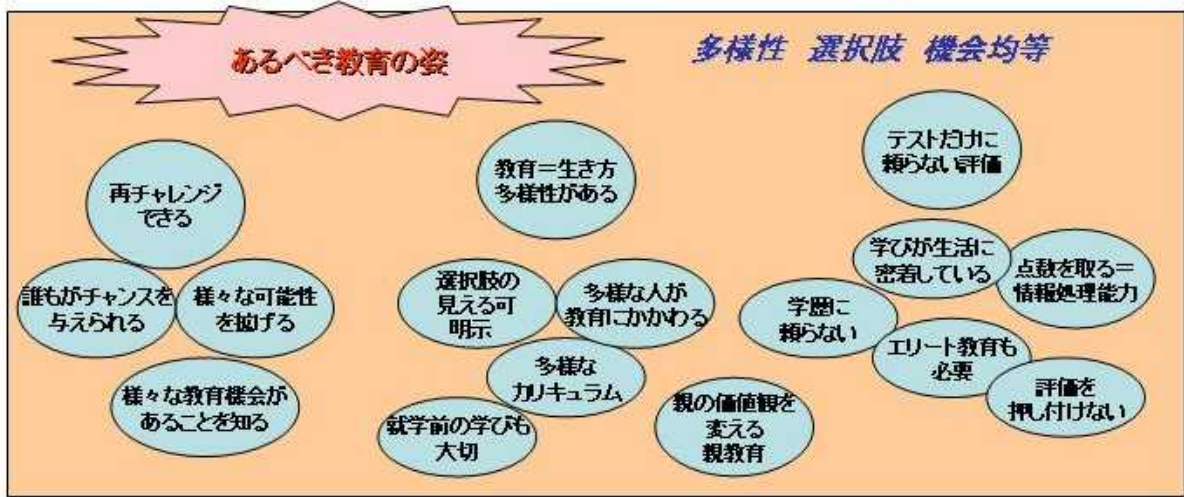 あるべき教育の姿
多様性 選択肢 機会均等
再チャレンジ
できる
誰もがチャンスを
与えられる
様々な可能性
を拡げる
様々な教育機会が
あることを知る
教育=生き方
多様性がある
選択肢の
見える可
明示
多様な人が
教育にかかわる
多様な
カリキュラム
就学前の学びも
大切
親の価値観を
変える
親教育
テストだけに
頼らない評価
学びが生活に
密着している
点数を取る=
情報処理能力
学歴に
頼らない
エリート教育も
必要
評価を
押し付けない